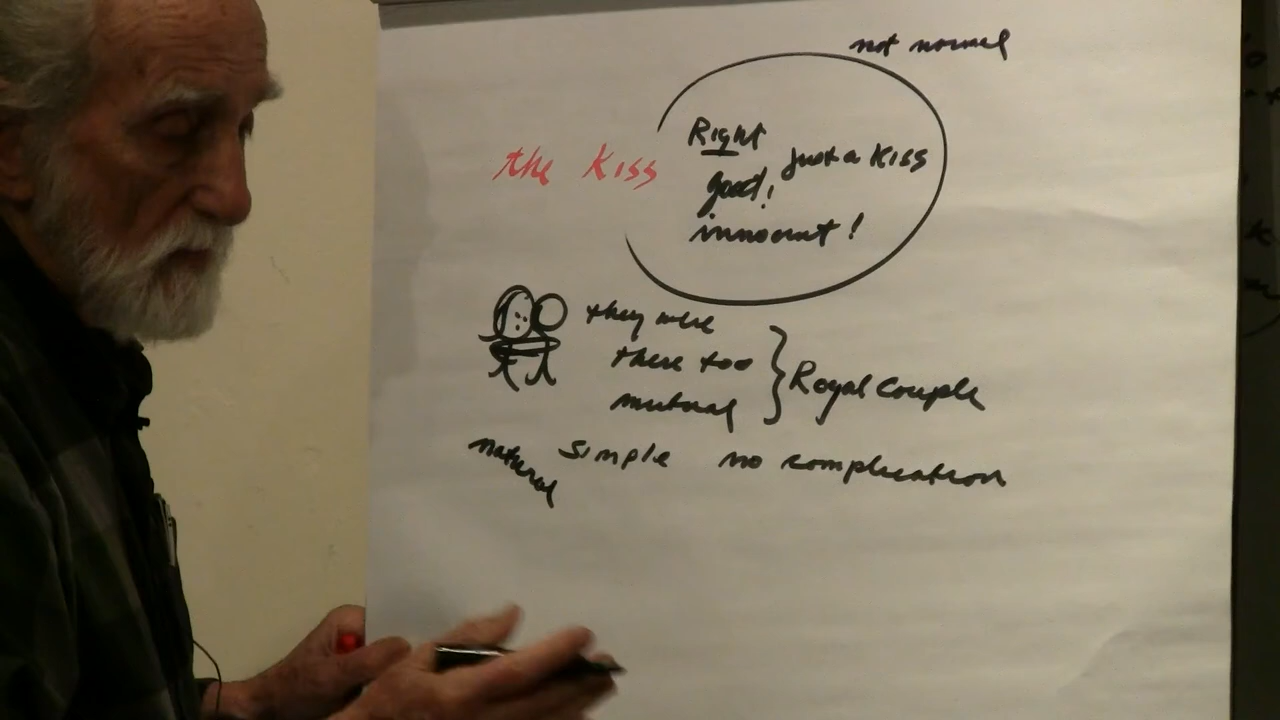 not normal
the Kiss
Right
just a Kiss
good!
innocent!
they were
there too
mutual
Royal Couple
natural
simple no complication